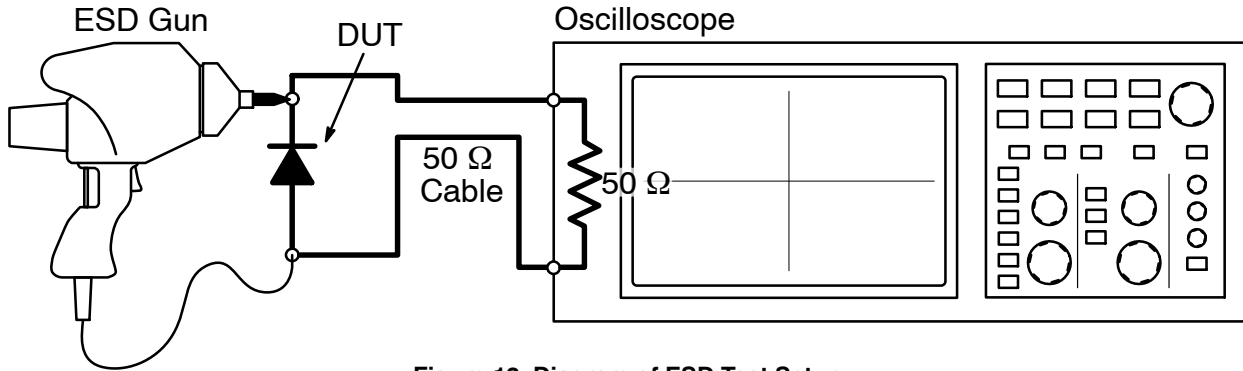 ESD Gun
Oscilloscope
DUT
50 Ω
Cable
50 Ω